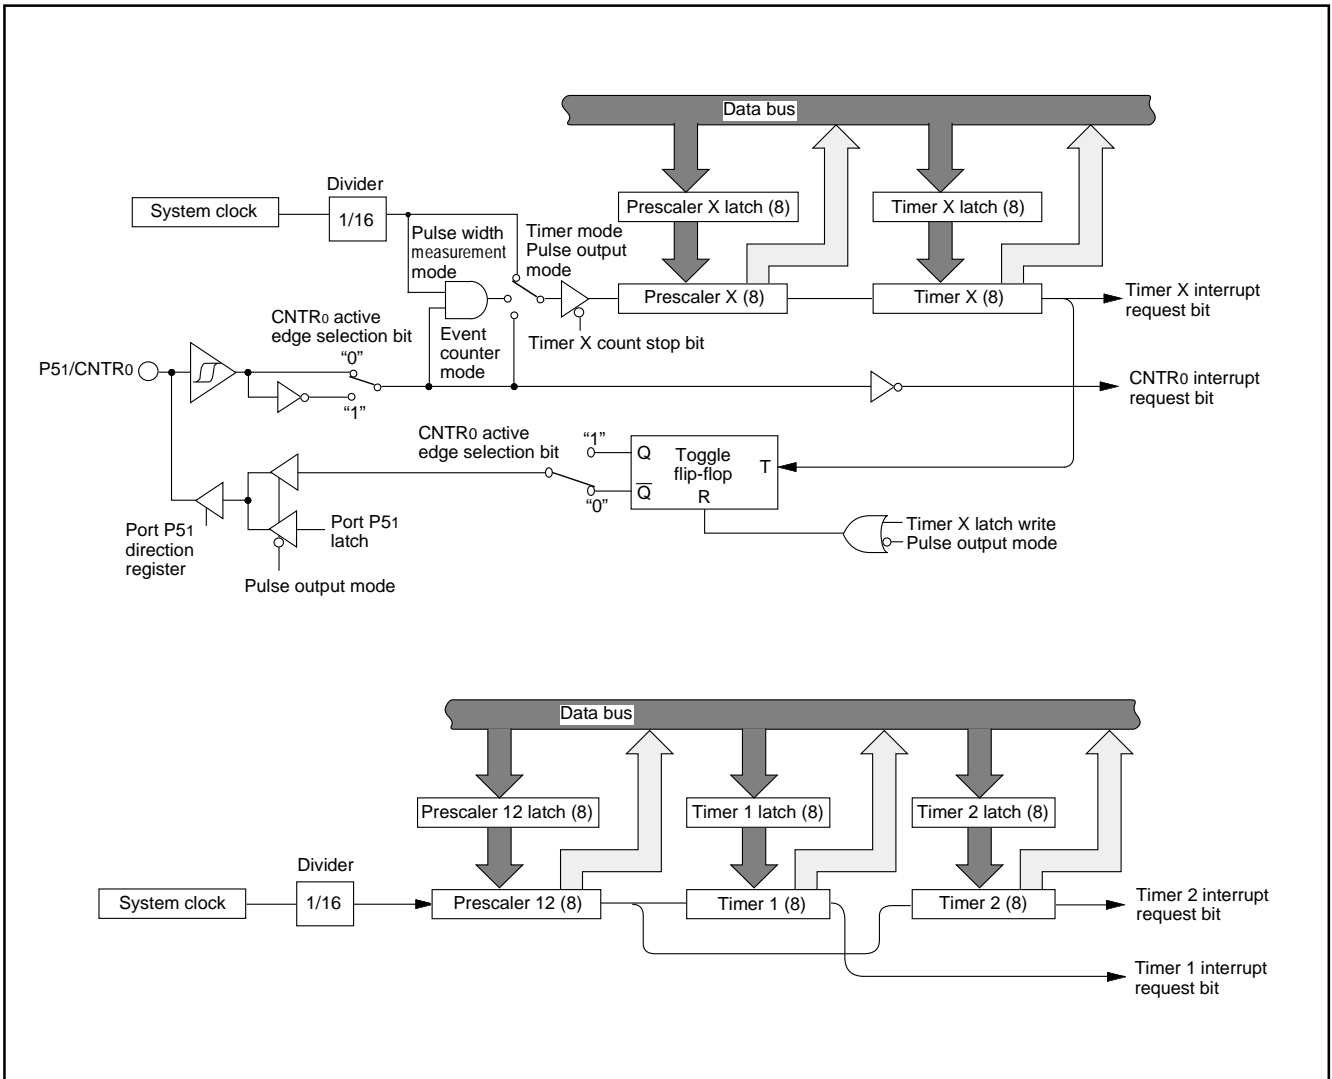 Data bus
Divider
System clock
1/16
Prescaler X latch (8)
Timer X latch (8)
Pulse width
measurement
mode
Timer mode
Pulse output
mode
Prescaler X (8)
Timer X (8)
Timer X interrupt
request bit
CNTR0 active
edge selection bit
Event
counter
mode
Timer X count stop bit
P51/CNTR0
“0”
“1”
CNTR0 interrupt
request bit
CNTR0 active
edge selection bit
“1”
“0”
Q
Q̅
Toggle
flip-flop
T
R
Port P51
direction
register
Port P51
latch
Pulse output mode
Timer X latch write
Pulse output mode
Data bus
Prescaler 12 latch (8)
Timer 1 latch (8)
Timer 2 latch (8)
Divider
System clock
1/16
Prescaler 12 (8)
Timer 1 (8)
Timer 2 (8)
Timer 2 interrupt
request bit
Timer 1 interrupt
request bit